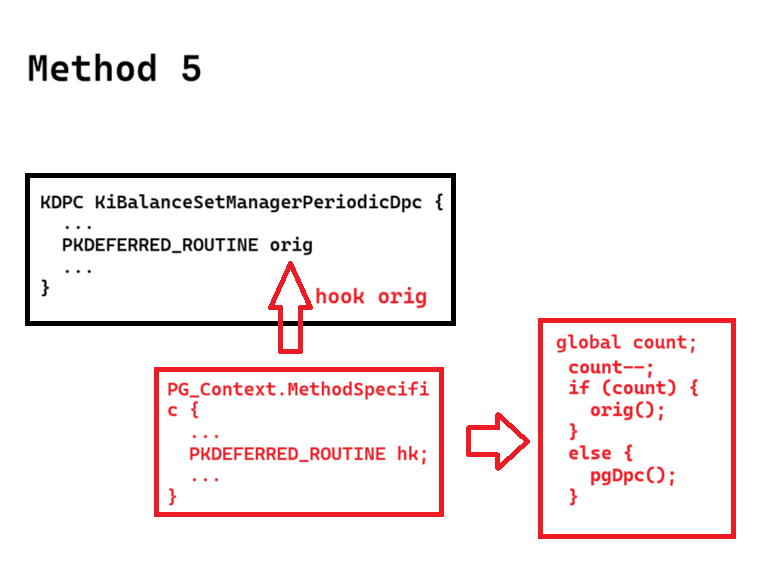 Method 5
KDPC KiBalanceSetManagerPeriodicDpc {
...
PKDEFERRED_ROUTINE orig
...
}
hook orig
PG_Context.MethodSpecifi
c {
...
PKDEFERRED_ROUTINE hk;
...
}
global count;
count--;
if (count) {
orig();
}
else {
pgDpc();
}